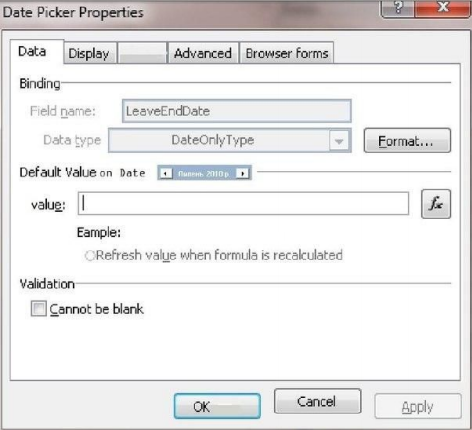 Date Picker Properties
Data Display Advanced Browser forms
Binding
Field name: LeaveEndDate
Data type DateOnlyType Format...
Default Value on Date 2010 р.
value: fx
Eample:
Refresh value when formula is recalculated
Validation
Cannot be blank
OK Cancel Apply